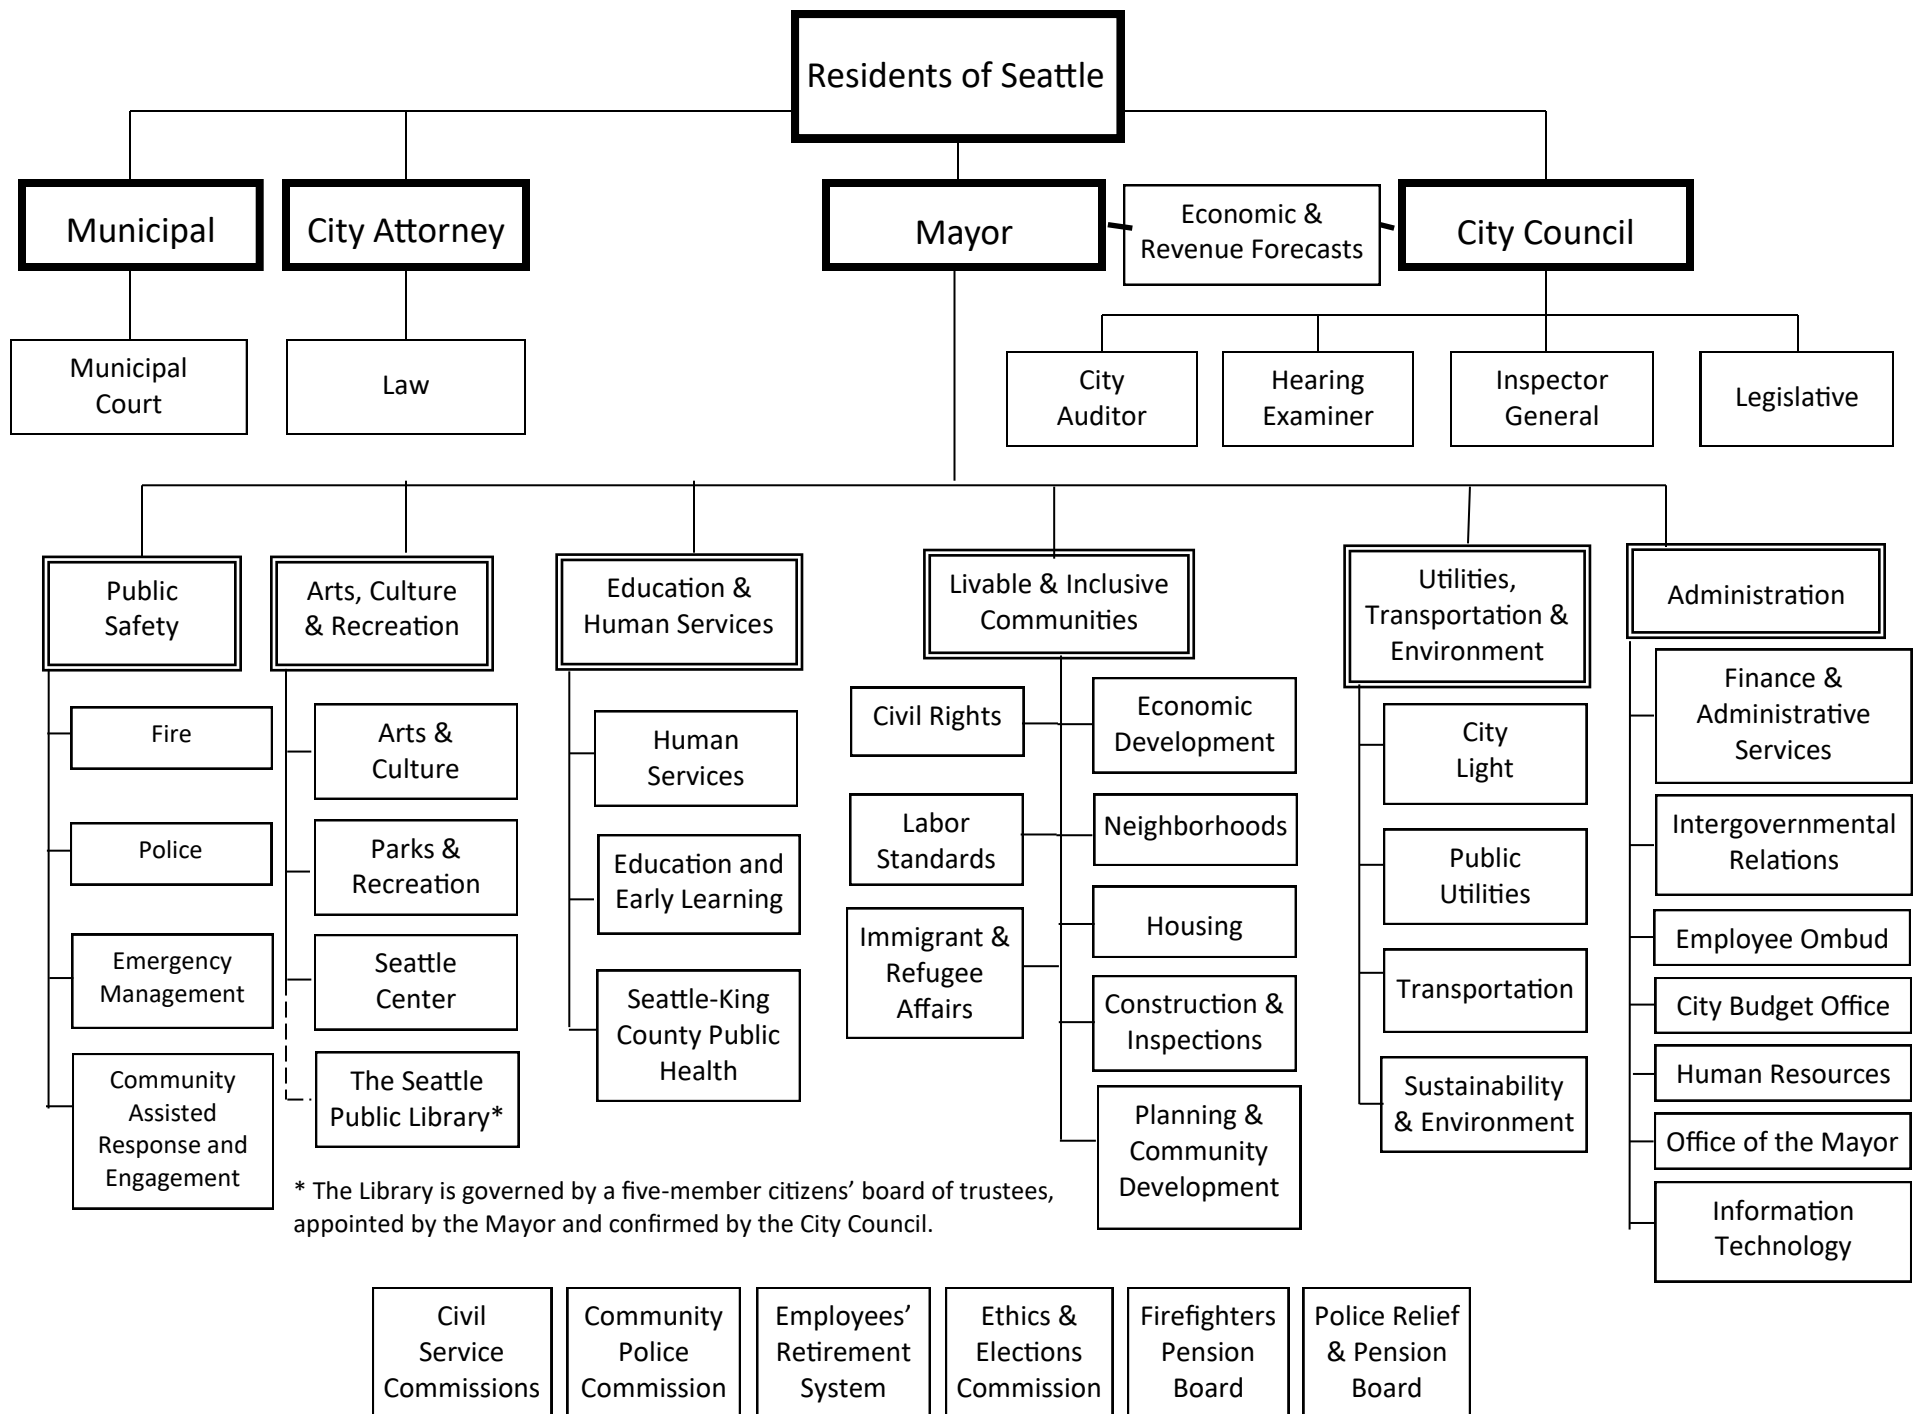 Residents of Seattle
Municipal
City Attorney
Mayor
Economic &
Revenue Forecasts
City Council
Municipal
Court
Law
City
Auditor
Hearing
Examiner
Inspector
General
Legislative
Public
Safety
Fire
Police
Emergency
Management
Community
Assisted
Response and
Engagement
Arts, Culture
& Recreation
Arts &
Culture
Parks &
Recreation
Seattle
Center
The Seattle
Public Library*
Education &
Human Services
Human
Services
Education and
Early Learning
Seattle-King
County Public
Health
Livable & Inclusive
Communities
Civil Rights
Labor
Standards
Immigrant &
Refugee
Affairs
Economic
Development
Neighborhoods
Housing
Construction &
Inspections
Planning &
Community
Development
Utilities,
Transportation &
Environment
City
Light
Public
Utilities
Transportation
Sustainability
& Environment
Administration
Finance &
Administrative
Services
Intergovernmental
Relations
Employee Ombud
City Budget Office
Human Resources
Office of the Mayor
Information
Technology
* The Library is governed by a five-member citizens’ board of trustees,
appointed by the Mayor and confirmed by the City Council.
Civil
Service
Commissions
Community
Police
Commission
Employees’
Retirement
System
Ethics &
Elections
Commission
Firefighters
Pension
Board
Police Relief
& Pension
Board